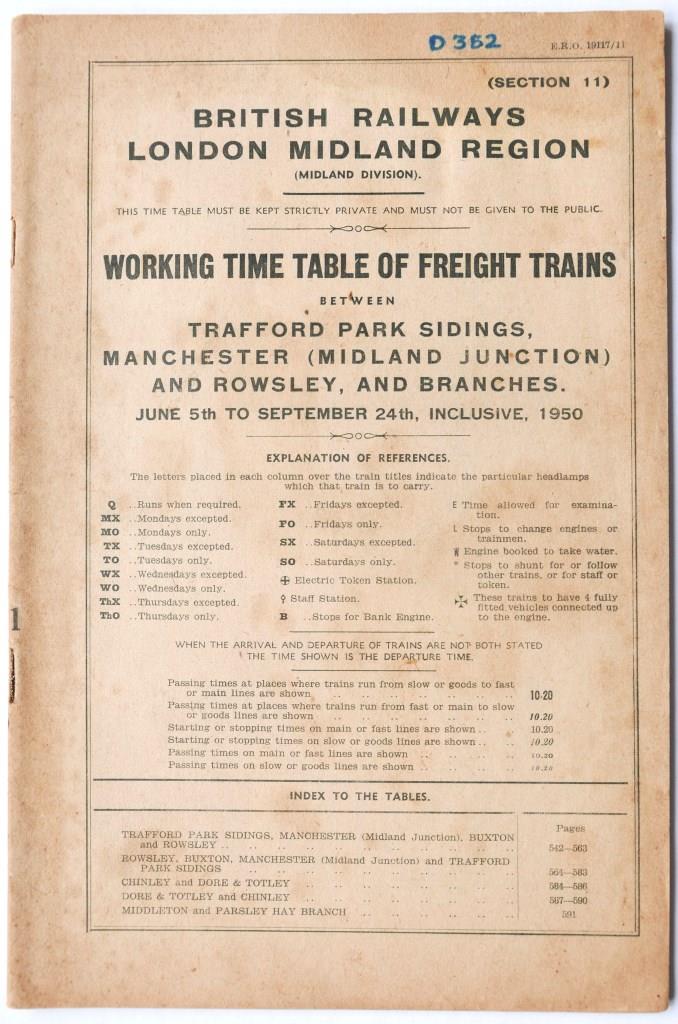 D 382
E.R.O. 19117/11
(SECTION 11)
BRITISH RAILWAYS
LONDON MIDLAND REGION
(MIDLAND DIVISION).
THIS TIME TABLE MUST BE KEPT STRICTLY PRIVATE AND MUST NOT BE GIVEN TO THE PUBLIC.
WORKING TIME TABLE OF FREIGHT TRAINS
BETWEEN
TRAFFORD PARK SIDINGS,
MANCHESTER (MIDLAND JUNCTION)
AND ROWSLEY, AND BRANCHES.
JUNE 5th TO SEPTEMBER 24th, INCLUSIVE, 1950
EXPLANATION OF REFERENCES.
The letters placed in each column over the train titles indicate the particular headlamps
which that train is to carry.
Q ..Runs when required.
MX ..Mondays excepted.
MO ..Mondays only.
TX ..Tuesdays excepted.
TO ..Tuesdays only.
WX ..Wednesdays excepted.
WO ..Wednesdays only.
ThX ..Thursdays excepted.
ThO ..Thursdays only.
FX ..Fridays excepted.
FO ..Fridays only.
SX ..Saturdays excepted.
SO ..Saturdays only.
Electric Token Station.
Staff Station.
B ..Stops for Bank Engine.
E Time allowed for examina-
tion.
L Stops to change engines or
trainmen.
W Engine booked to take water.
* Stops to shunt for or follow
other trains, or for staff or
token.
These trains to have 4 fully
fitted vehicles connected up
to the engine.
1
WHEN THE ARRIVAL AND DEPARTURE OF TRAINS ARE NOT BOTH STATED
THE TIME SHOWN IS THE DEPARTURE TIME.
Passing times at places where trains run from slow or goods to fast
or main lines are shown .. .. .. .. .. .. .. 10.20
Passing times at places where trains run from fast or main to slow
or goods lines are shown .. .. .. .. .. .. .. 10.20
Starting or stopping times on main or fast lines are shown .. .. 10.20
Starting or stopping times on slow or goods lines are shown .. .. 10.20
Passing times on main or fast lines are shown .. .. .. .. 10.20
Passing times on slow or goods lines are shown .. .. .. .. 10.20
INDEX TO THE TABLES.
Pages
TRAFFORD PARK SIDINGS, MANCHESTER (Midland Junction), BUXTON
and ROWSLEY .. .. .. .. .. .. .. .. .. 542—563
ROWSLEY, BUXTON, MANCHESTER (Midland Junction) and TRAFFORD
PARK SIDINGS .. .. .. .. .. .. .. .. 564—583
CHINLEY and DORE & TOTLEY .. .. .. .. .. .. 584—586
DORE & TOTLEY and CHINLEY .. .. .. .. .. .. 587—590
MIDDLETON and PARSLEY HAY BRANCH .. .. .. .. .. 591